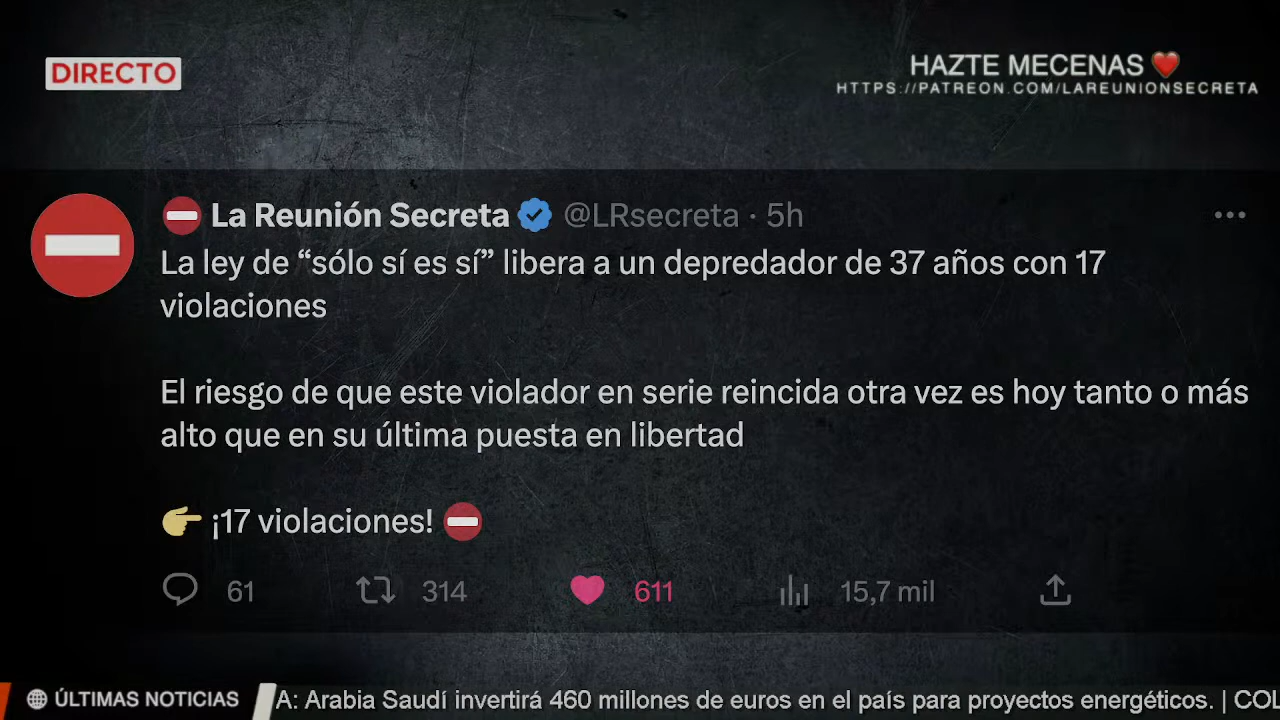 DIRECTO
HAZTE MECENAS ❤️
HTTPS://PATREON.COM/LAREUNIONSECRETA
⛔ La Reunión Secreta @LRsecreta · 5h
La ley de “sólo sí es sí” libera a un depredador de 37 años con 17
violaciones
El riesgo de que este violador en serie reincida otra vez es hoy tanto o más
alto que en su última puesta en libertad
👉 ¡17 violaciones! ⛔
61 314 611 15,7 mil
ÚLTIMAS NOTICIAS
A: Arabia Saudí invertirá 460 millones de euros en el país para proyectos energéticos. | COL